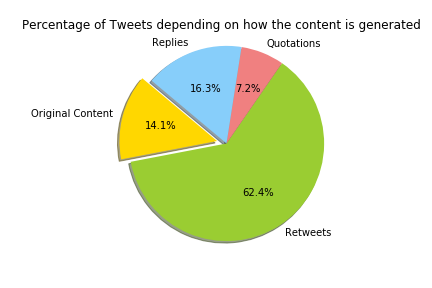 Percentage of Tweets depending on how the content is generated
Replies
Quotations
16.3%
7.2%
Original Content
14.1%
62.4%
Retweets